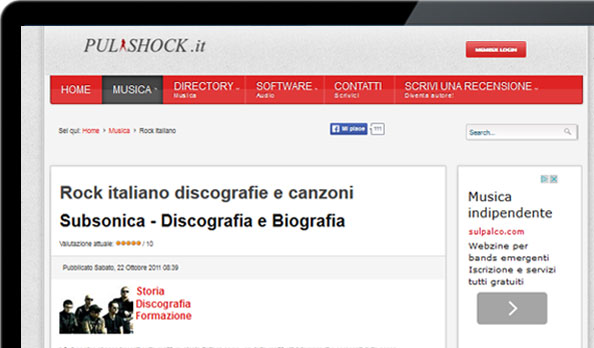 PULPSHOCK.it
MEMBER LOGIN
HOME
MUSICA
DIRECTORY
Musica
SOFTWARE
Audio
CONTATTI
Scrivici
SCRIVI UNA RECENSIONE
Diventa autore!
Sei qui: Home Musica Rock italiano
Mi piace 111
Search...
Rock italiano discografie e canzoni
Subsonica - Discografia e Biografia
Valutazione attuale: / 10
Pubblicato Sabato, 22 Ottobre 2011 08:39
Storia
Discografia
Formazione
Musica
indipendente
sulpalco.com
Webzine per
bands emergenti
Iscrizione e servizi
tutti gratuiti